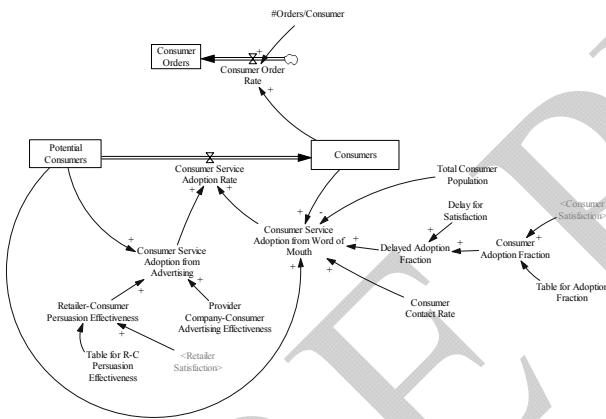 #Orders/Consumer
Consumer
Orders
+
Consumer Order
Rate
+
Potential
Consumers
Consumers
Consumer Service
Adoption Rate
+
+
Total Consumer
Population
Delay for
Satisfaction
<Consumer
Satisfaction>
+
-
Consumer Service
Adoption from Word of
Mouth
+
+
+
+
Delayed Adoption
Fraction
+
+
Consumer
Adoption Fraction
Table for Adoption
Fraction
+
Consumer Service
Adoption from
Advertising
+
+
Consumer
Contact Rate
Retailer-Consumer
Persuasion Effectiveness
Provider
Company-Consumer
Advertising Effectiveness
+
Table for R-C
Persuasion
Effectiveness
<Retailer
Satisfaction>